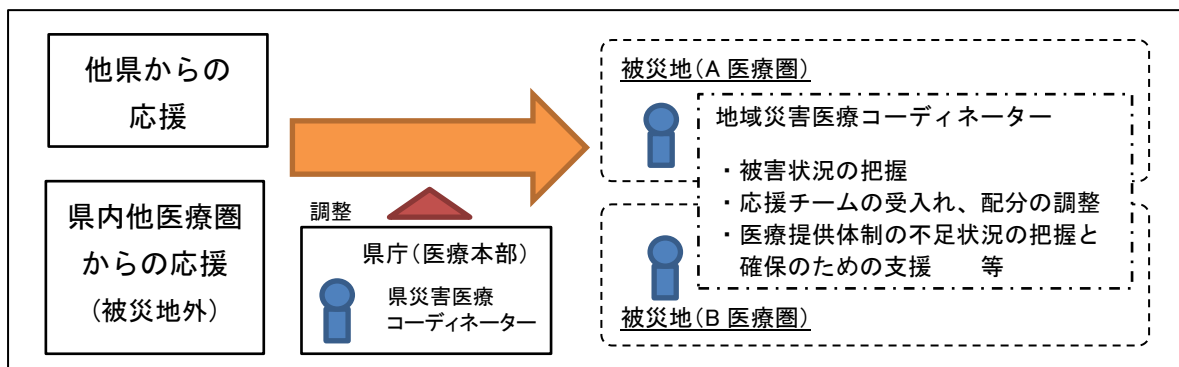 他県からの
応援
県内他医療圏
からの応援
（被災地外）
調整
県庁（医療本部）
県災害医療
コーディネーター
被災地（A 医療圏）
地域災害医療コーディネーター
・被害状況の把握
・応援チームの受入れ、配分の調整
・医療提供体制の不足状況の把握と
確保のための支援　　等
被災地（B 医療圏）